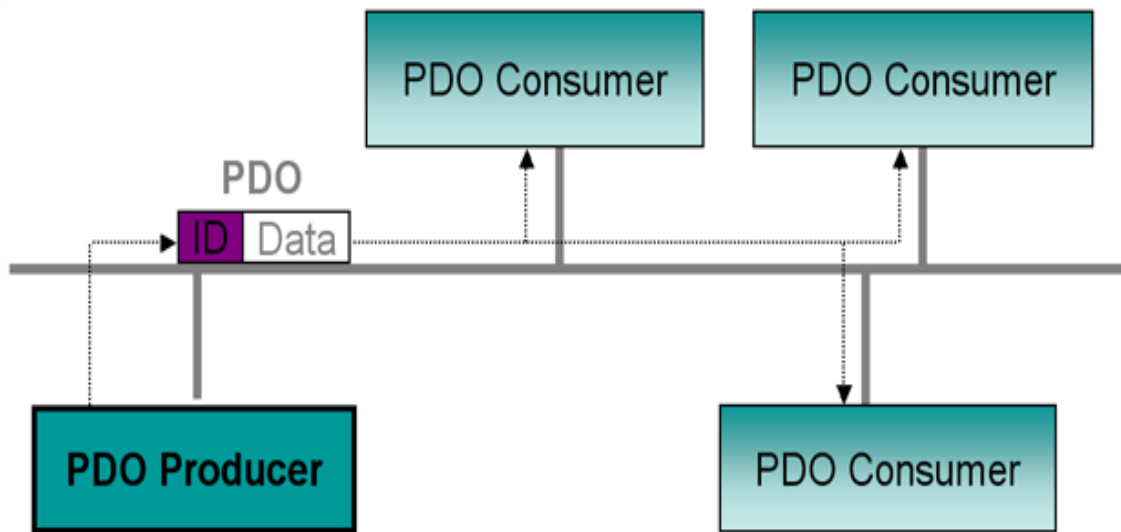 PDO Consumer
PDO Consumer
PDO
ID Data
PDO Producer
PDO Consumer